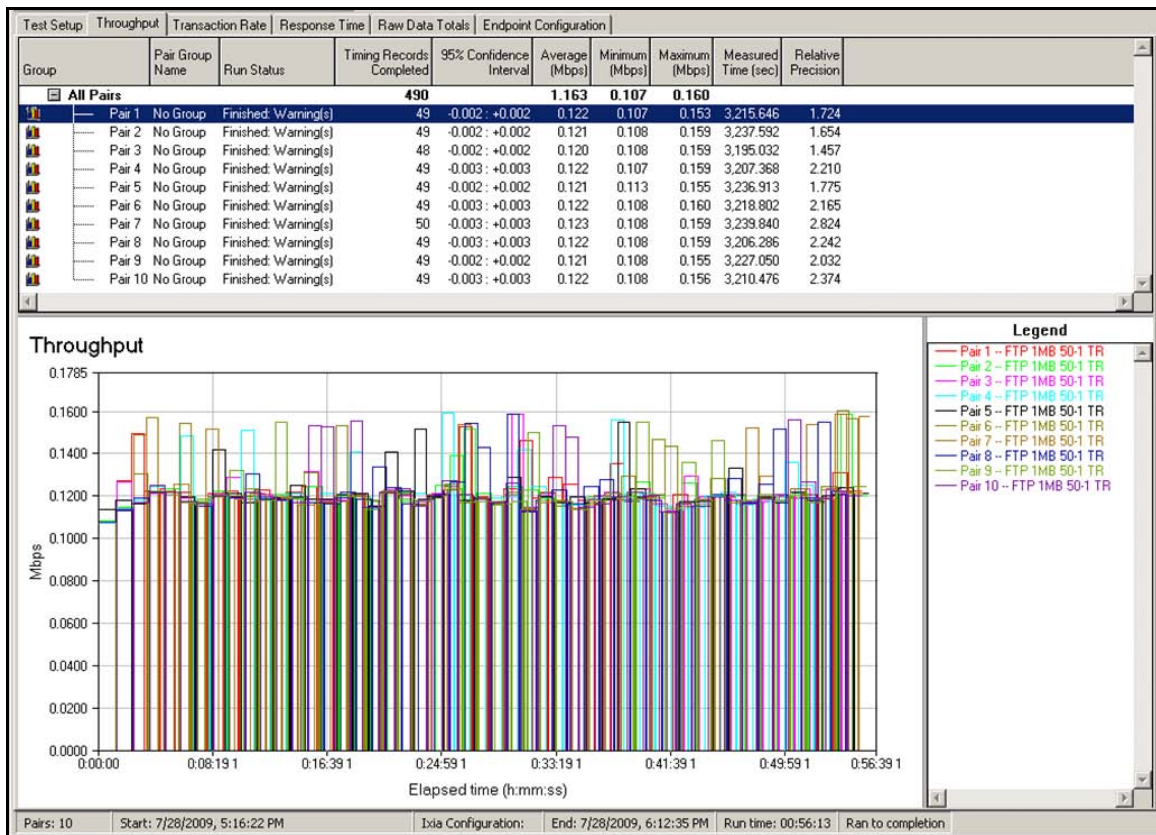 Test Setup Throughput Transaction Rate Response Time Raw Data Totals Endpoint Configuration
Group Pair Group Name Run Status Timing Records Completed 95% Confidence Interval Average (Mbps) Minimum (Mbps) Maximum (Mbps) Measured Time (sec) Relative Precision
All Pairs 490 1.163 0.107 0.160
Pair 1 No Group Finished: Warning(s) 49 -0.002 : +0.002 0.122 0.107 0.153 3,215.646 1.724
Pair 2 No Group Finished: Warning(s) 49 -0.002 : +0.002 0.121 0.108 0.159 3,237.592 1.654
Pair 3 No Group Finished: Warning(s) 48 -0.002 : +0.002 0.120 0.108 0.159 3,195.032 1.457
Pair 4 No Group Finished: Warning(s) 49 -0.003 : +0.003 0.122 0.107 0.159 3,207.368 2.210
Pair 5 No Group Finished: Warning(s) 49 -0.002 : +0.002 0.121 0.113 0.155 3,236.913 1.775
Pair 6 No Group Finished: Warning(s) 49 -0.003 : +0.003 0.122 0.108 0.160 3,218.802 2.165
Pair 7 No Group Finished: Warning(s) 50 -0.003 : +0.003 0.123 0.108 0.159 3,239.840 2.824
Pair 8 No Group Finished: Warning(s) 49 -0.003 : +0.003 0.122 0.108 0.159 3,206.286 2.242
Pair 9 No Group Finished: Warning(s) 49 -0.002 : +0.002 0.121 0.108 0.155 3,227.050 2.032
Pair 10 No Group Finished: Warning(s) 49 -0.003 : +0.003 0.122 0.108 0.156 3,210.476 2.374
Throughput
0.1785
0.1600
0.1400
0.1200
0.1000
0.0800
0.0600
0.0400
0.0200
0.0000
Mbps
0:00:00 0:08:19 1 0:16:39 1 0:24:59 1 0:33:19 1 0:41:39 1 0:49:59 1 0:56:39 1
Elapsed time (h:mm:ss)
Legend
Pair 1 -- FTP 1MB 50-1 TR
Pair 2 -- FTP 1MB 50-1 TR
Pair 3 -- FTP 1MB 50-1 TR
Pair 4 -- FTP 1MB 50-1 TR
Pair 5 -- FTP 1MB 50-1 TR
Pair 6 -- FTP 1MB 50-1 TR
Pair 7 -- FTP 1MB 50-1 TR
Pair 8 -- FTP 1MB 50-1 TR
Pair 9 -- FTP 1MB 50-1 TR
Pair 10 -- FTP 1MB 50-1 TR
Pairs: 10 Start: 7/28/2009, 5:16:22 PM Ixia Configuration: End: 7/28/2009, 6:12:35 PM Run time: 00:56:13 Ran to completion